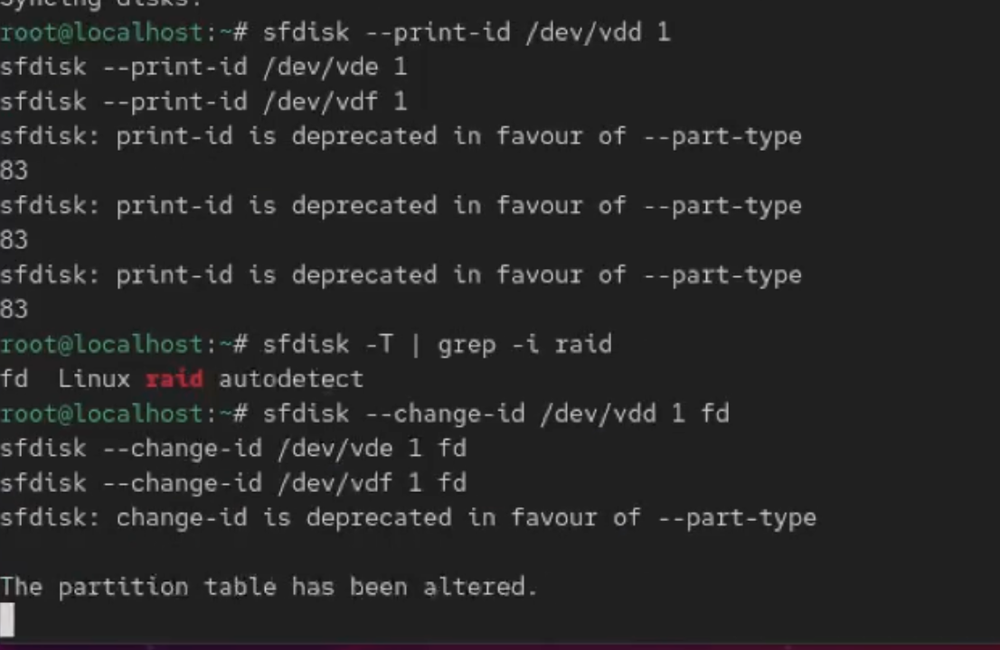 Syncing disks.
root@localhost:~# sfdisk --print-id /dev/vdd 1
sfdisk --print-id /dev/vde 1
sfdisk --print-id /dev/vdf 1
sfdisk: print-id is deprecated in favour of --part-type
83
sfdisk: print-id is deprecated in favour of --part-type
83
sfdisk: print-id is deprecated in favour of --part-type
83
root@localhost:~# sfdisk -T | grep -i raid
fd  Linux raid autodetect
root@localhost:~# sfdisk --change-id /dev/vdd 1 fd
sfdisk --change-id /dev/vde 1 fd
sfdisk --change-id /dev/vdf 1 fd
sfdisk: change-id is deprecated in favour of --part-type
The partition table has been altered.